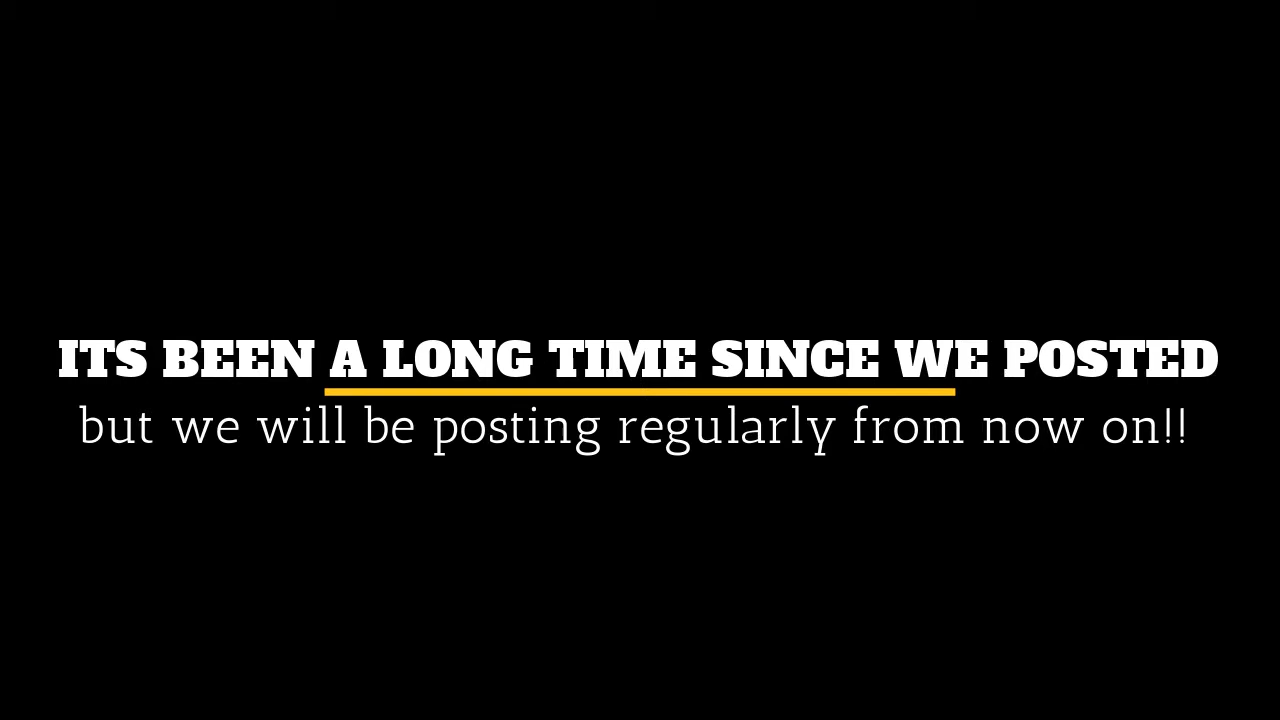 ITS BEEN A LONG TIME SINCE WE POSTED
but we will be posting regularly from now on!!